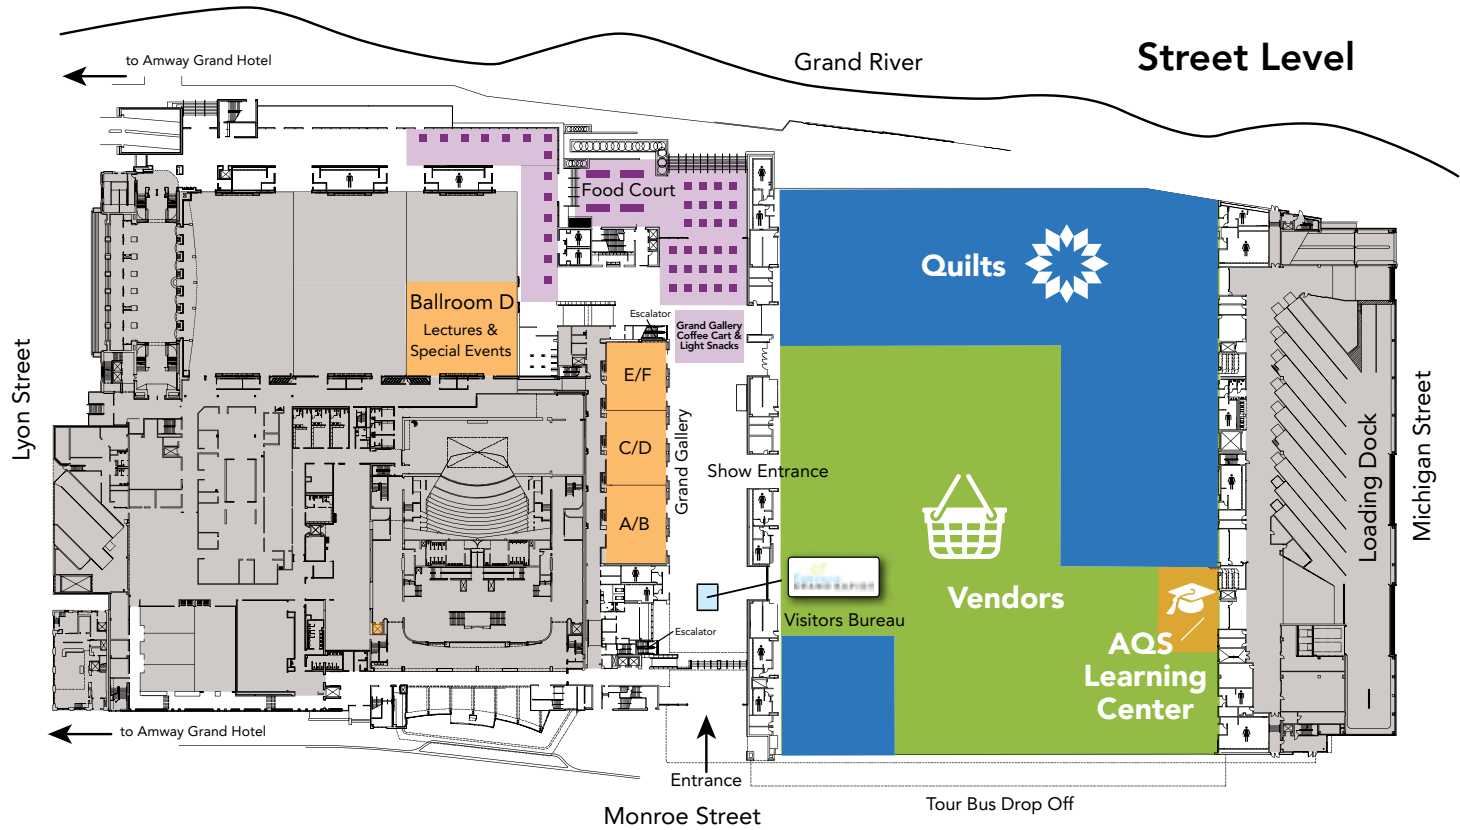 to Amway Grand Hotel
Grand River
Street Level
Food Court
Quilts
Ballroom D
Lectures &
Special Events
Escalator
Grand Gallery
Coffee Cart &
Light Snacks
E/F
C/D
A/B
Grand Gallery
Show Entrance
Lyon Street
Loading Dock
Michigan Street
Vendors
Visitors Bureau
Escalator
AQS
Learning
Center
to Amway Grand Hotel
Entrance
Monroe Street
Tour Bus Drop Off